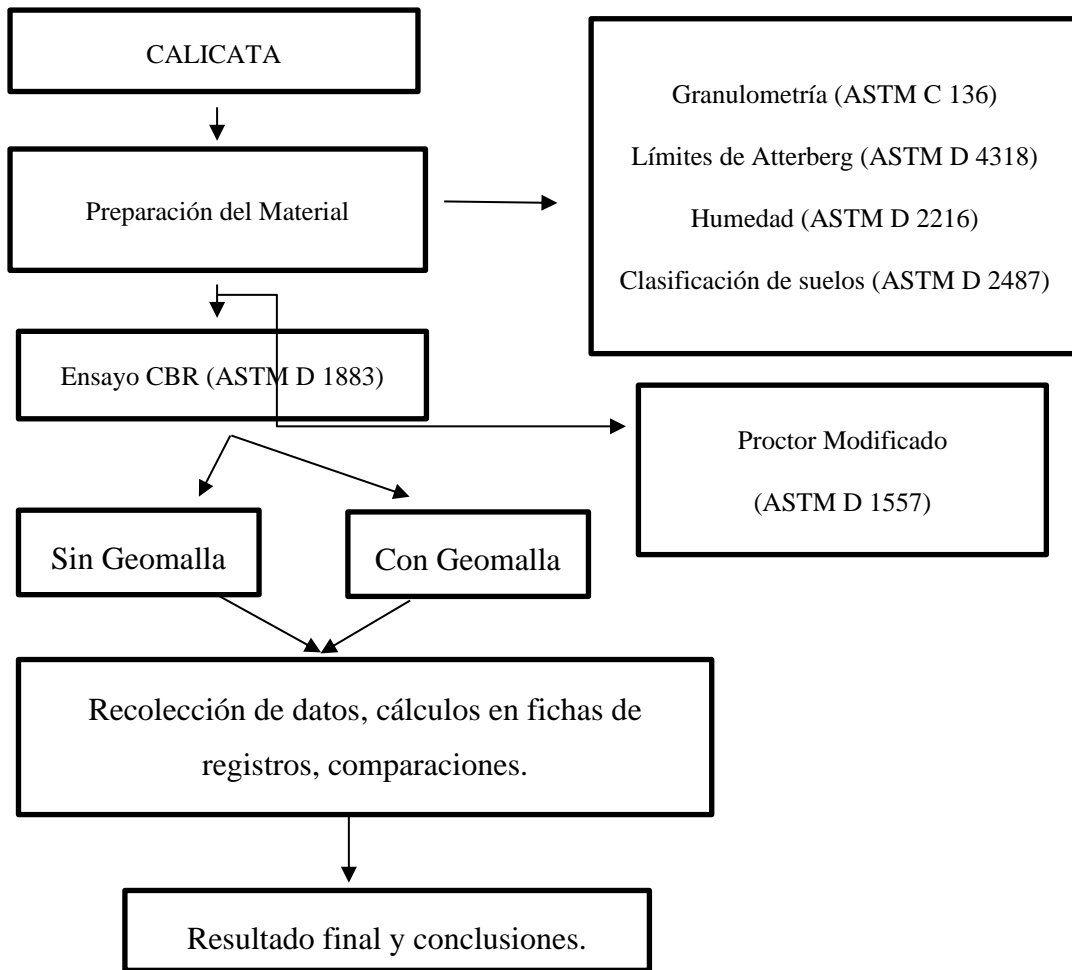 CALICATA
Preparación del Material
Granulometría (ASTM C 136)
Límites de Atterberg (ASTM D 4318)
Humedad (ASTM D 2216)
Clasificación de suelos (ASTM D 2487)
Ensayo CBR (ASTM D 1883)
Proctor Modificado
(ASTM D 1557)
Sin Geomalla
Con Geomalla
Recolección de datos, cálculos en fichas de
registros, comparaciones.
Resultado final y conclusiones.